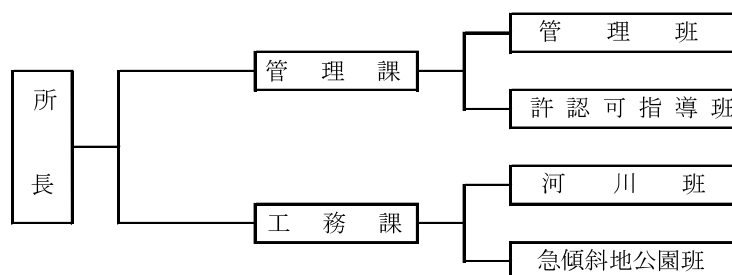 所長
管理課
管理班
許認可指導班
工務課
河川班
急傾斜地公園班